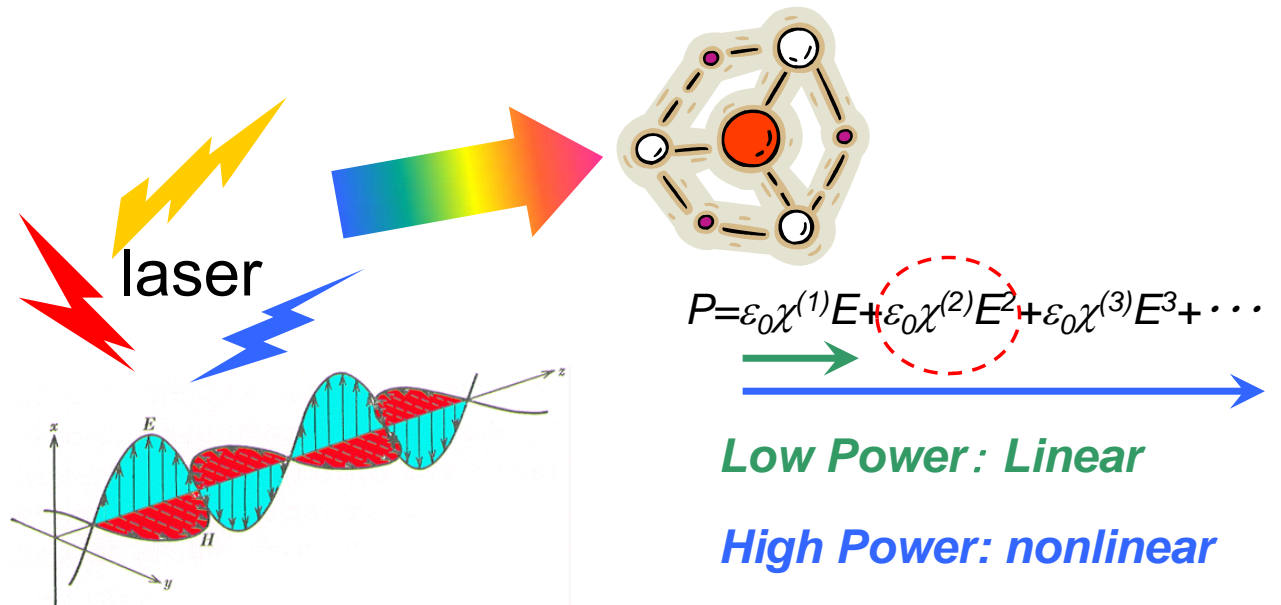 laser
P=ε₀χ⁽¹⁾E+ε₀χ⁽²⁾E²+ε₀χ⁽³⁾E³+･･･
Low Power：Linear
High Power: nonlinear
x
E
z
H
y